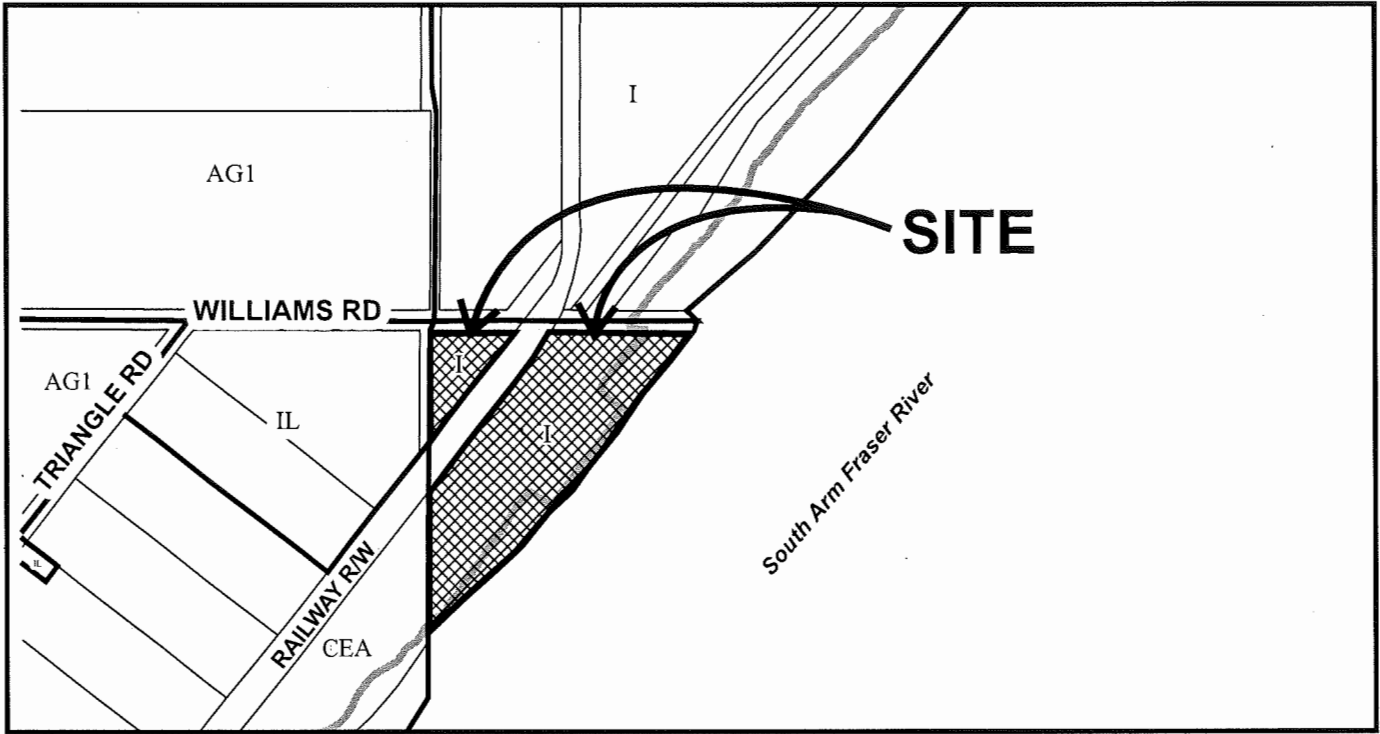 I
AG1
SITE
WILLIAMS RD
I
AG1
TRIANGLE RD
IL
I
South Arm Fraser River
IL
RAILWAY R/W
CEA